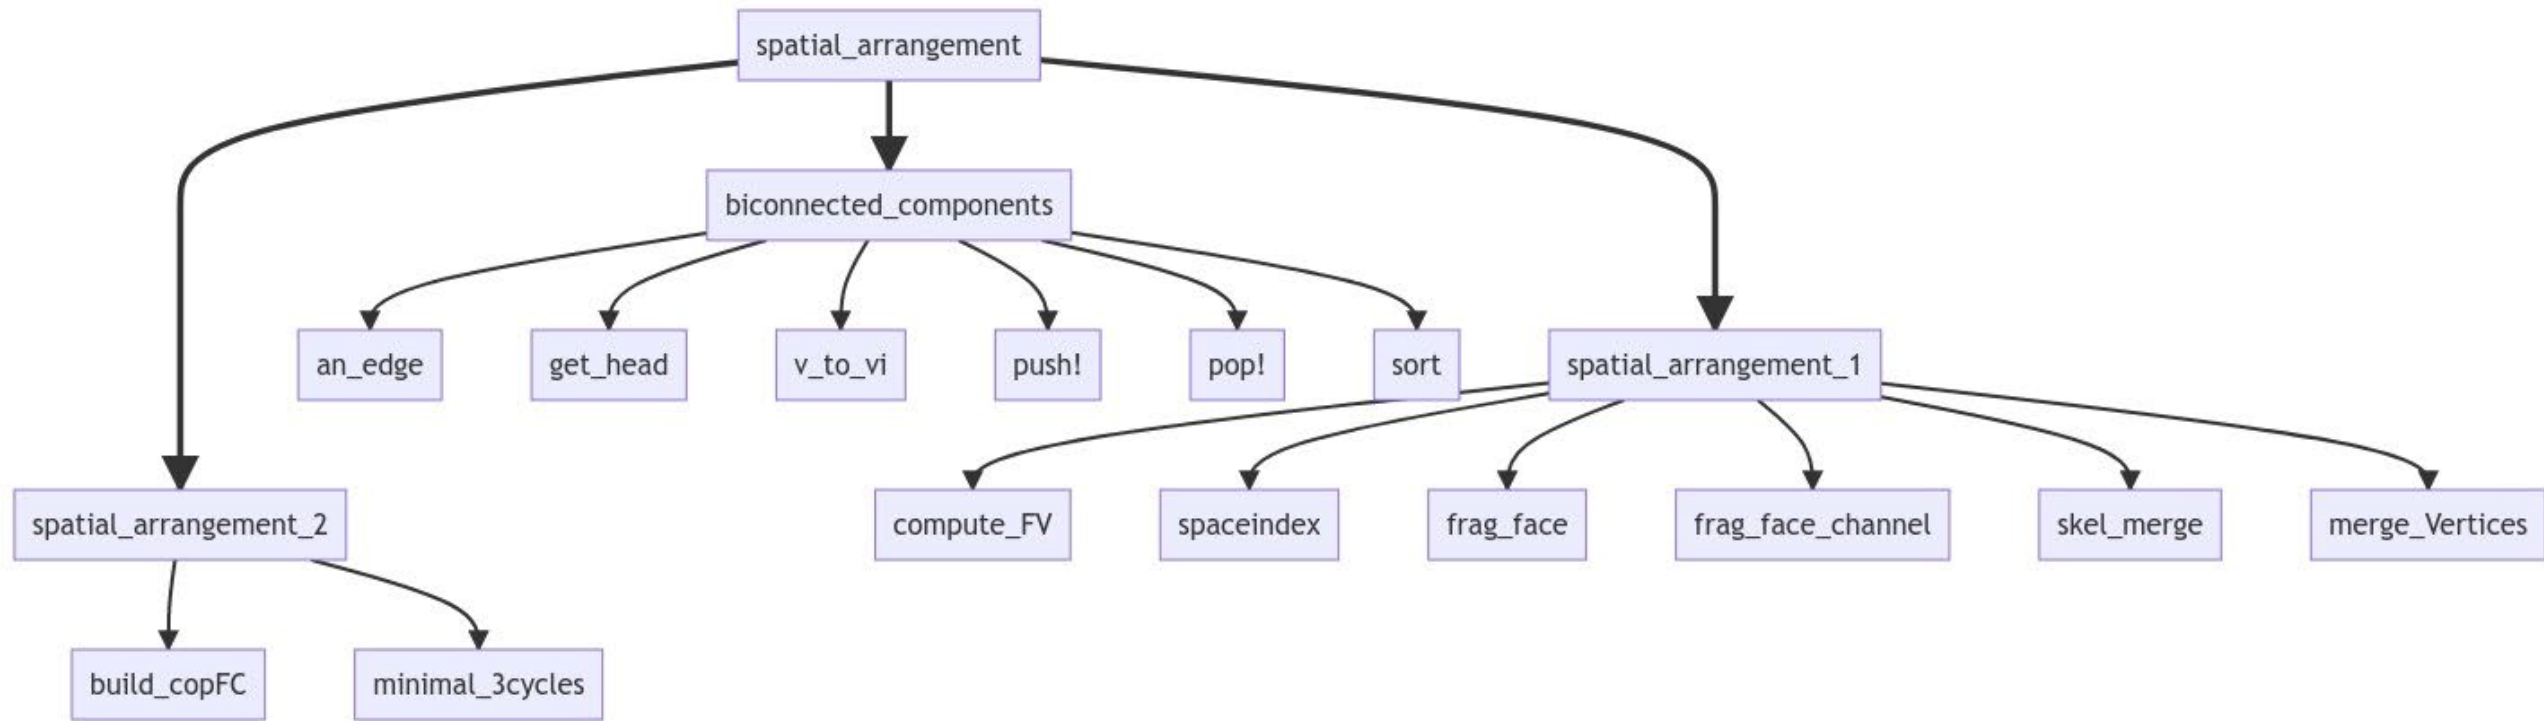 spatial_arrangement
biconnected_components
an_edge
get_head
v_to_vi
push!
pop!
sort
spatial_arrangement_1
spatial_arrangement_2
compute_FV
spaceindex
frag_face
frag_face_channel
skel_merge
merge_Vertices
build_copFC
minimal_3cycles